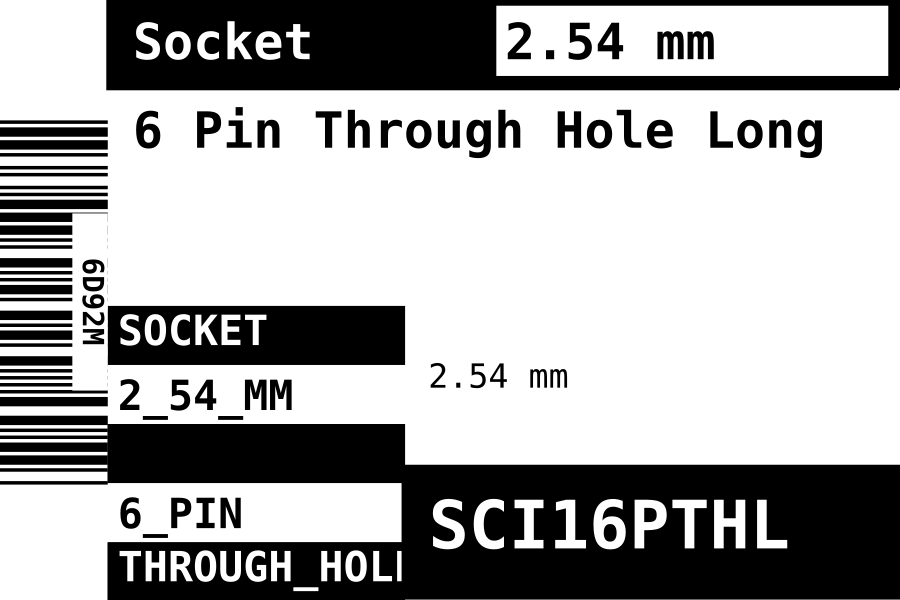 Socket
2.54 mm
6 Pin Through Hole Long
6D92M
SOCKET
2_54_MM
2.54 mm
6_PIN
SCI16PTHL